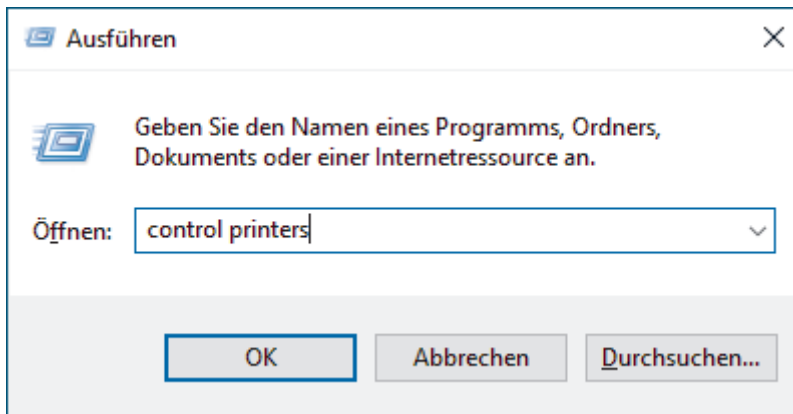 Ausführen
Geben Sie den Namen eines Programms, Ordners,
Dokuments oder einer Internetressource an.
Öffnen: control printers
OK Abbrechen Durchsuchen...